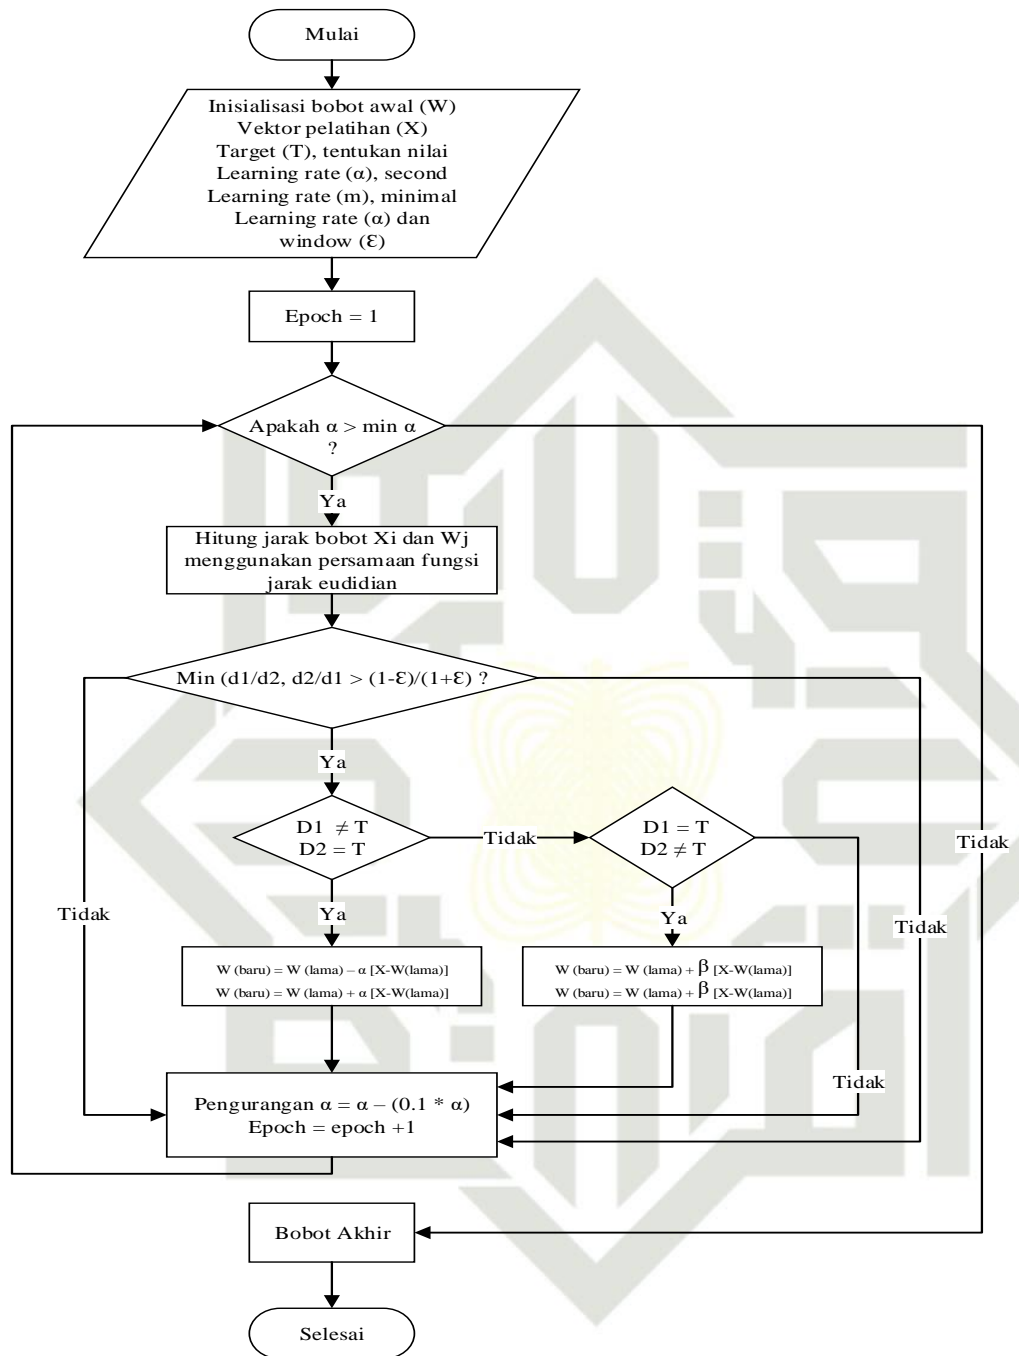 Mulai
Inisialisasi bobot awal (W)
Vektor pelatihan (X)
Target (T), tentukan nilai
Learning rate (α), second
Learning rate (m), minimal
Learning rate (α) dan
window (Ɛ)
Epoch = 1
Apakah α > min α
?
Ya
Hitung jarak bobot Xi dan Wj
menggunakan persamaan fungsi
jarak eudidian
Min (d1/d2, d2/d1 > (1-Ɛ)/(1+Ɛ) ?
Ya
D1 ≠ T
D2 = T
Tidak
D1 = T
D2 ≠ T
Tidak
Tidak
Ya
Ya
Tidak
W (baru) = W (lama) – α [X-W(lama)]
W (baru) = W (lama) + α [X-W(lama)]
W (baru) = W (lama) + β [X-W(lama)]
W (baru) = W (lama) + β [X-W(lama)]
Tidak
Pengurangan α = α – (0.1 * α)
Epoch = epoch +1
Bobot Akhir
Selesai